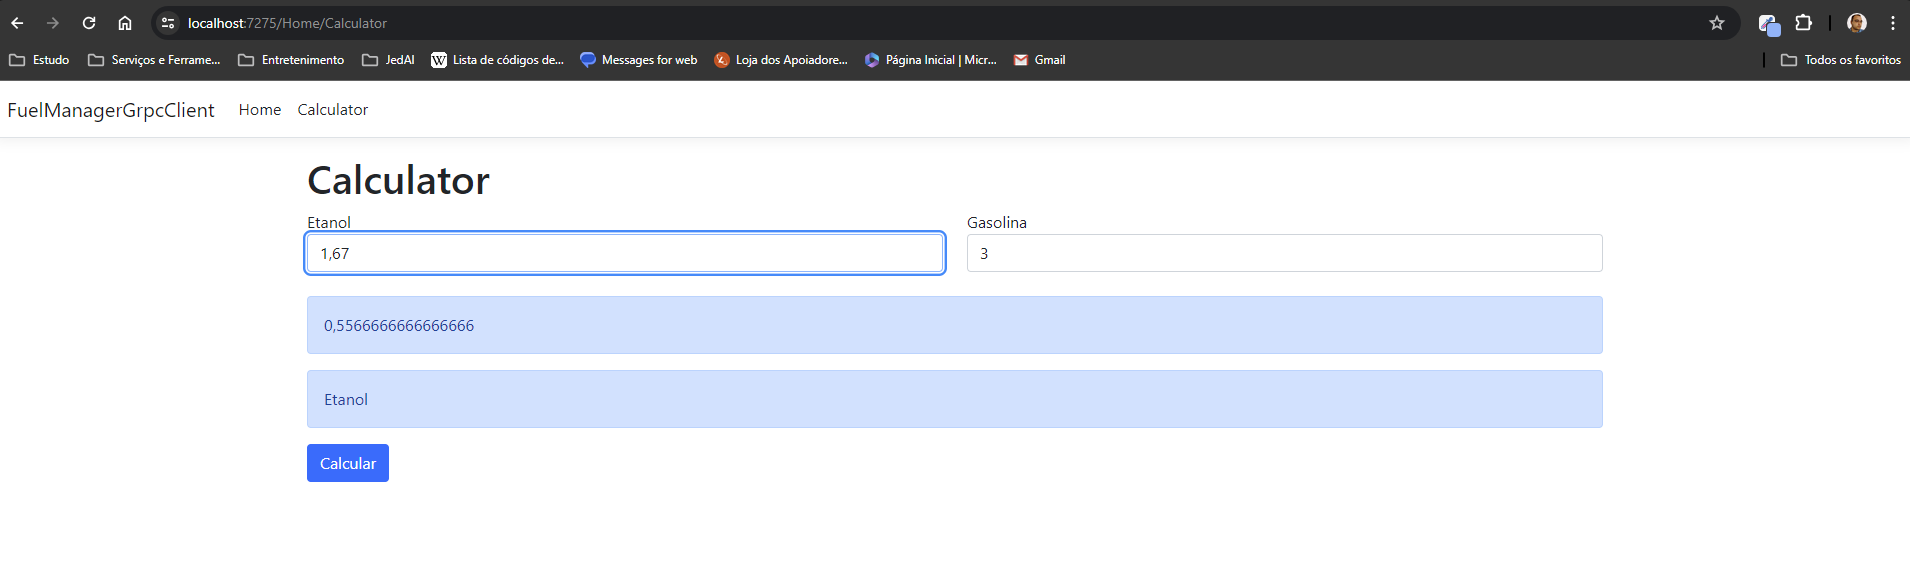 localhost:7275/Home/Calculator
Estudo Serviços e Ferrame... Entretenimento JedAI Lista de códigos de... Messages for web Loja dos Apoiadore... Página Inicial | Micr... Gmail Todos os favoritos
FuelManagerGrpcClient Home Calculator
Calculator
Etanol Gasolina
1,67 3
0,5566666666666666
Etanol
Calcular